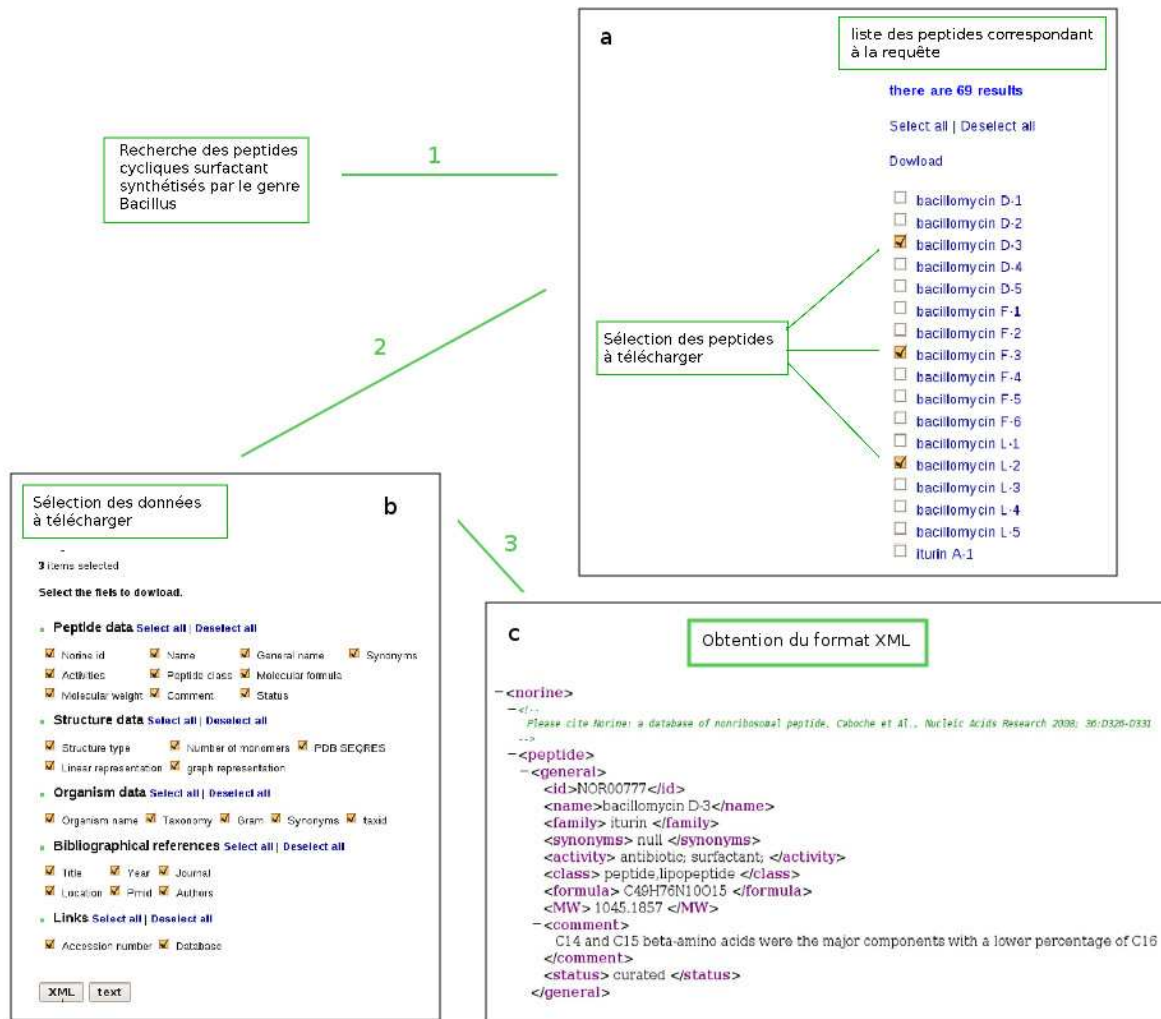 a
liste des peptides correspondant
à la requête
there are 69 results
Select all | Deselect all
Dowload
bacillomycin D-1
bacillomycin D-2
bacillomycin D-3
bacillomycin D-4
bacillomycin D-5
bacillomycin F-1
bacillomycin F-2
bacillomycin F-3
bacillomycin F-4
bacillomycin F-5
bacillomycin F-6
bacillomycin L-1
bacillomycin L-2
bacillomycin L-3
bacillomycin L-4
bacillomycin L-5
iturin A-1
Recherche des peptides
cycliques surfactant
synthétisés par le genre
Bacillus
1
Sélection des peptides
à télécharger
2
3
Sélection des données
à télécharger
b
3 items selected
Select the fiels to dowload.
Peptide data Select all | Deselect all
Norine id Name General name Synonyms
Activities Peptide class Molecular formula
Molecular weight Comment Status
Structure data Select all | Deselect all
Structure type Number of monomers PDB SEQRES
Linear representation graph representation
Organism data Select all | Deselect all
Organism name Taxonomy Gram Synonyms taxid
Bibliographical references Select all | Deselect all
Title Year Journal
Location Pmid Authors
Links Select all | Deselect all
Accession number Database
XML text
c
Obtention du format XML
−<norine>
−<!--
Please cite Norine: a database of nonribosomal peptide, Caboche et Al., Nucleic Acids Research 2008; 36:D326-D331
-->
−<peptide>
−<general>
<id>NOR00777</id>
<name>bacillomycin D-3</name>
<family> iturin </family>
<synonyms> null </synonyms>
<activity> antibiotic; surfactant; </activity>
<class> peptide,lipopeptide </class>
<formula> C49H76N10O15 </formula>
<MW> 1045.1857 </MW>
−<comment>
C14 and C15 beta-amino acids were the major components with a lower percentage of C16
</comment>
<status> curated </status>
</general>